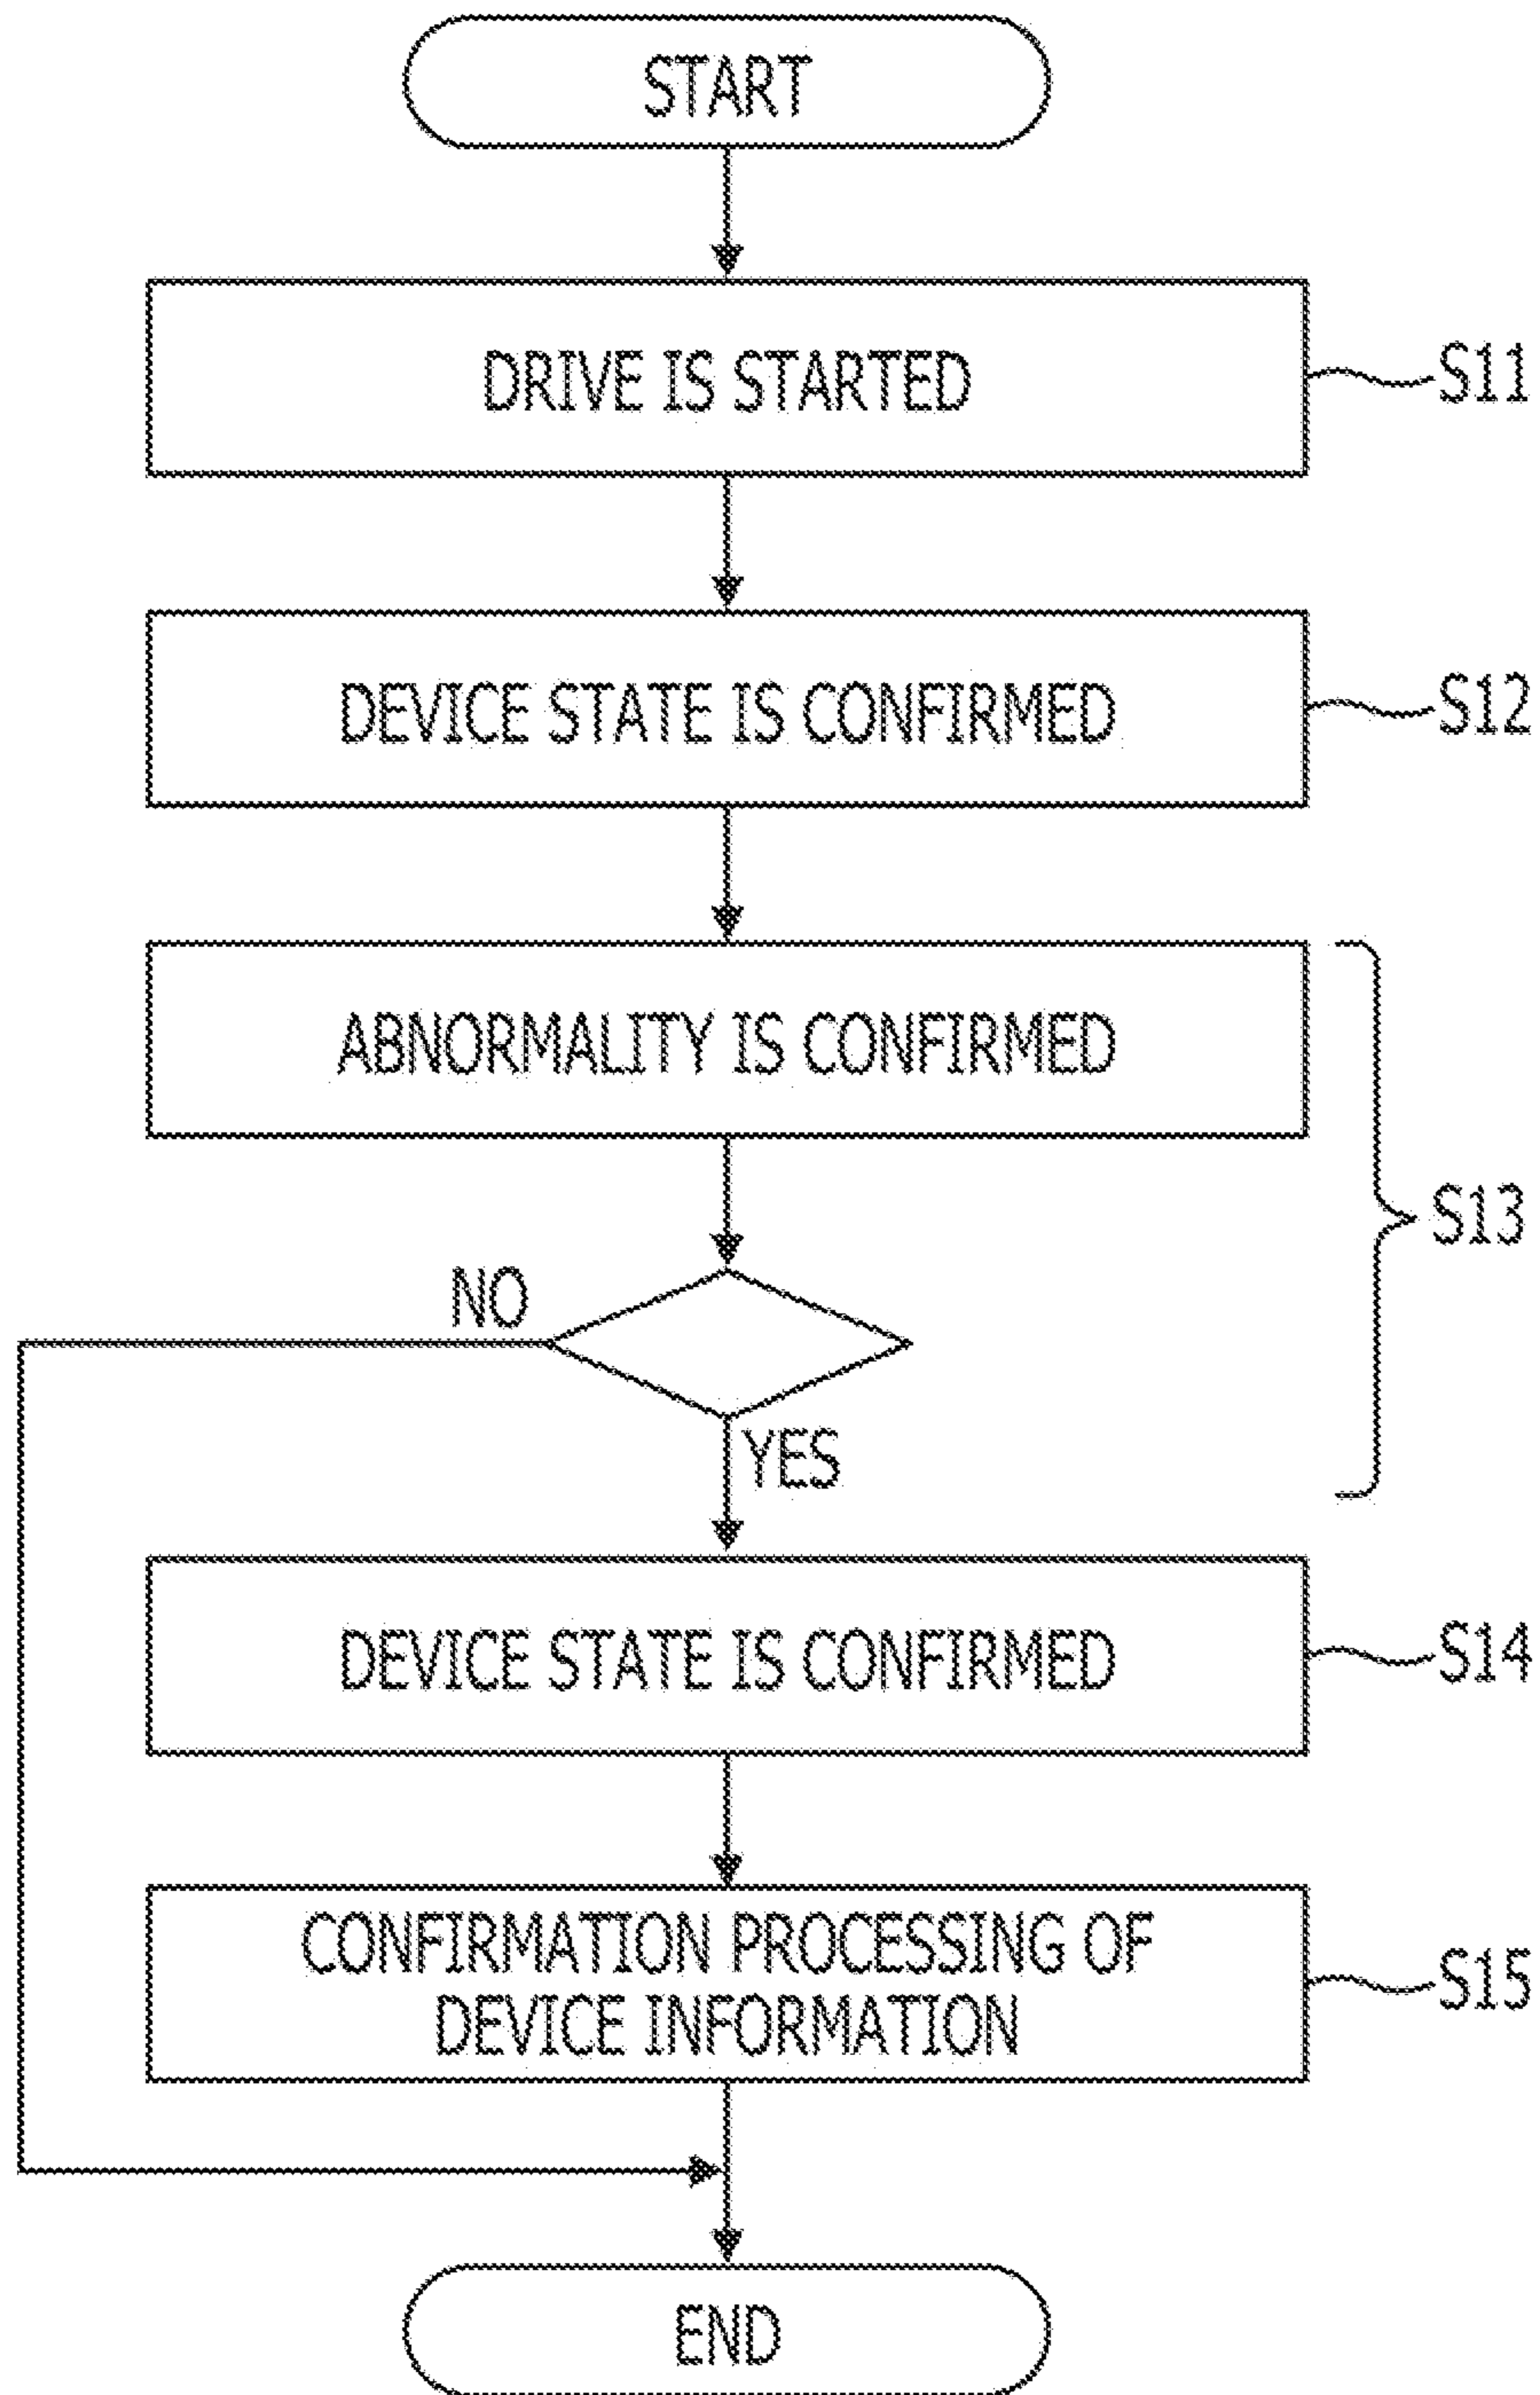 START
DRIVE IS STARTED
S11
DEVICE STATE IS CONFIRMED
S12
ABNORMALITY IS CONFIRMED
S13
NO
YES
DEVICE STATE IS CONFIRMED
S14
CONFIRMATION PROCESSING OF
DEVICE INFORMATION
S15
END